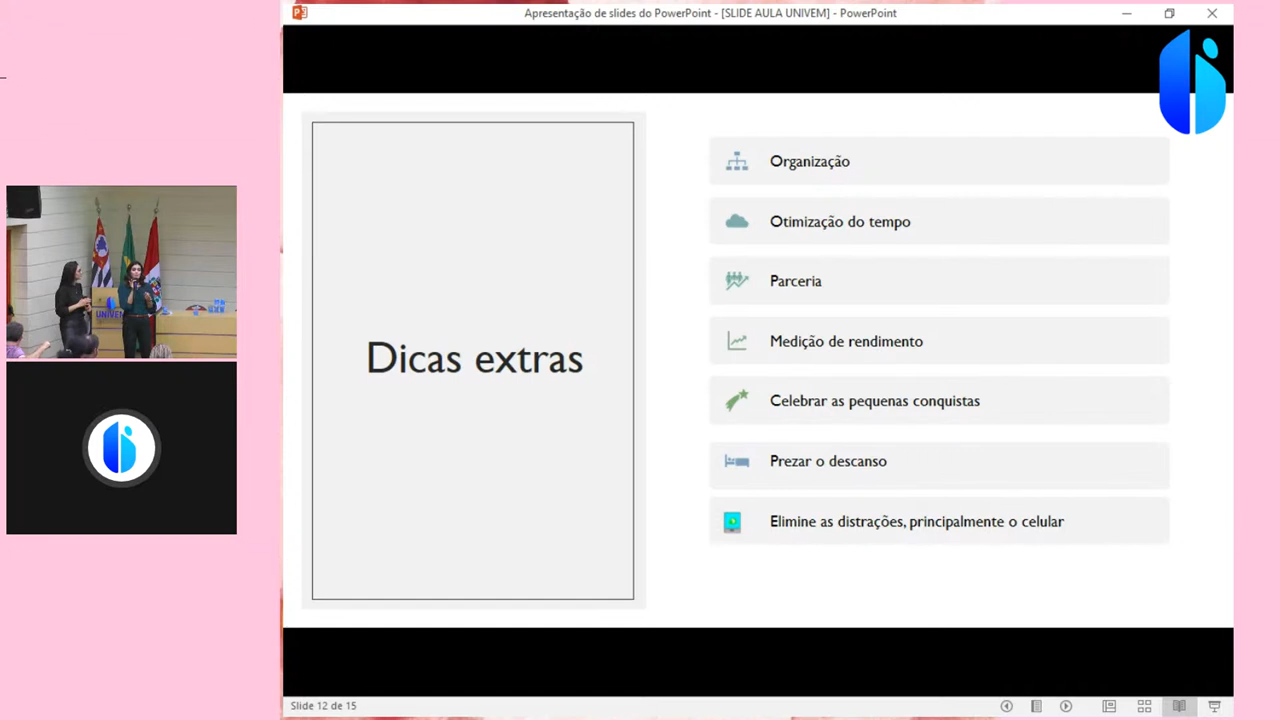 Apresentação de slides do PowerPoint - [SLIDE AULA UNIVEM] - PowerPoint
Dicas extras
Organização
Otimização do tempo
Parceria
Medição de rendimento
Celebrar as pequenas conquistas
Prezar o descanso
Elimine as distrações, principalmente o celular
UNIVEM
Slide 12 de 15